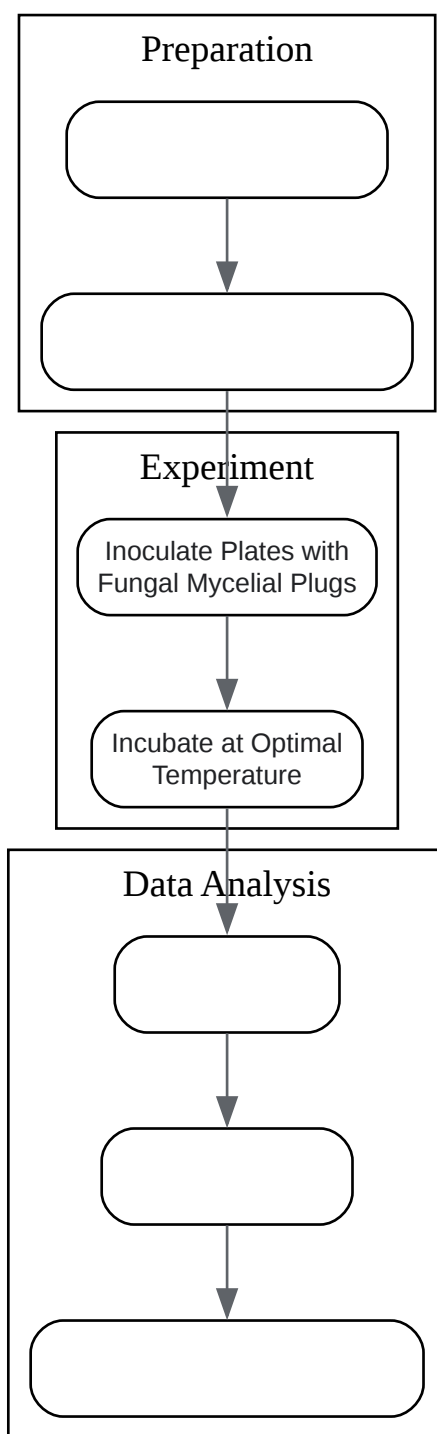 Preparation
Experiment
Inoculate Plates with
Fungal Mycelial Plugs
Incubate at Optimal
Temperature
Data Analysis